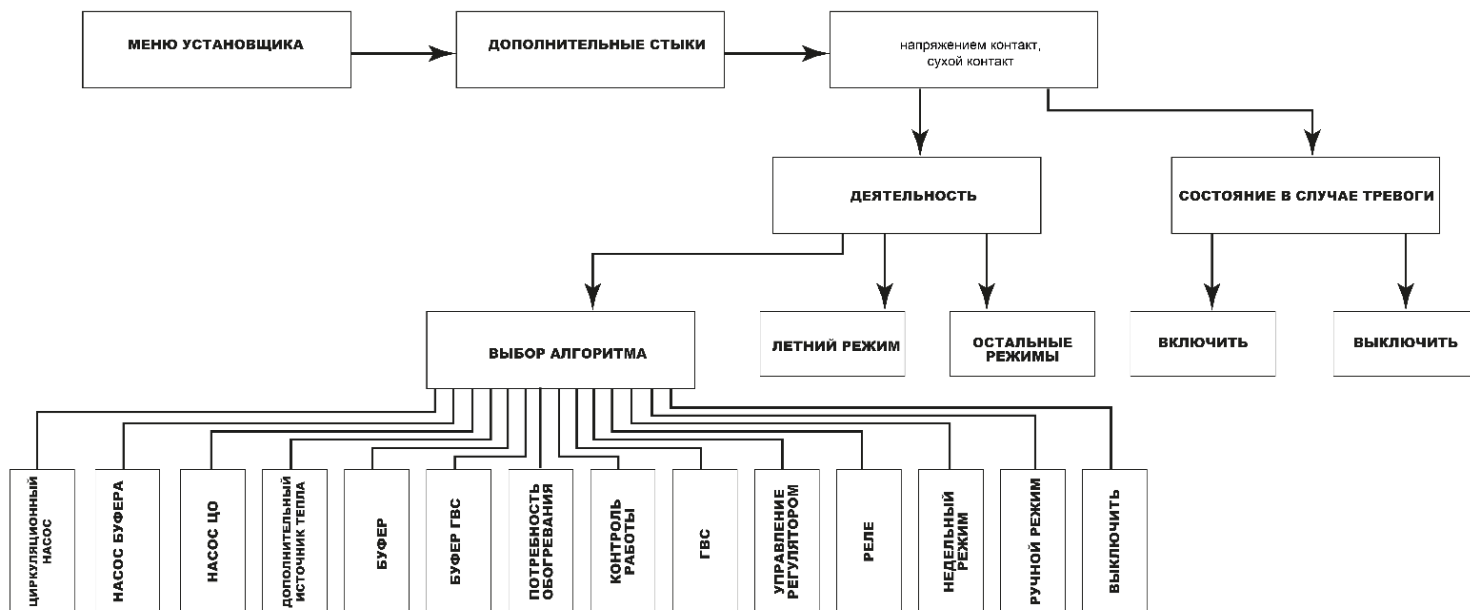 МЕНЮ УСТАНОВЩИКА
ДОПОЛНИТЕЛЬНЫЕ СТЫКИ
напряжением контакт,
сухой контакт
ДЕЯТЕЛЬНОСТЬ
СОСТОЯНИЕ В СЛУЧАЕ ТРЕВОГИ
ВЫБОР АЛГОРИТМА
ЛЕТНИЙ РЕЖИМ
ОСТАЛЬНЫЕ
РЕЖИМЫ
ВКЛЮЧИТЬ
ВЫКЛЮЧИТЬ
ЦИРКУЛЯЦИОННЫЙ
НАСОС
НАСОС БУФЕРА
НАСОС ЦО
ДОПОЛНИТЕЛЬНЫЙ
ИСТОЧНИК ТЕПЛА
БУФЕР
БУФЕР ГВС
ПОТРЕБНОСТЬ
ОБОГРЕВАНИЯ
КОНТРОЛЬ
РАБОТЫ
ГВС
УПРАВЛЕНИЕ
РЕГУЛЯТОРОМ
РЕЛЕ
НЕДЕЛЬНЫЙ
РЕЖИМ
РУЧНОЙ РЕЖИМ
ВЫКЛЮЧИТЬ